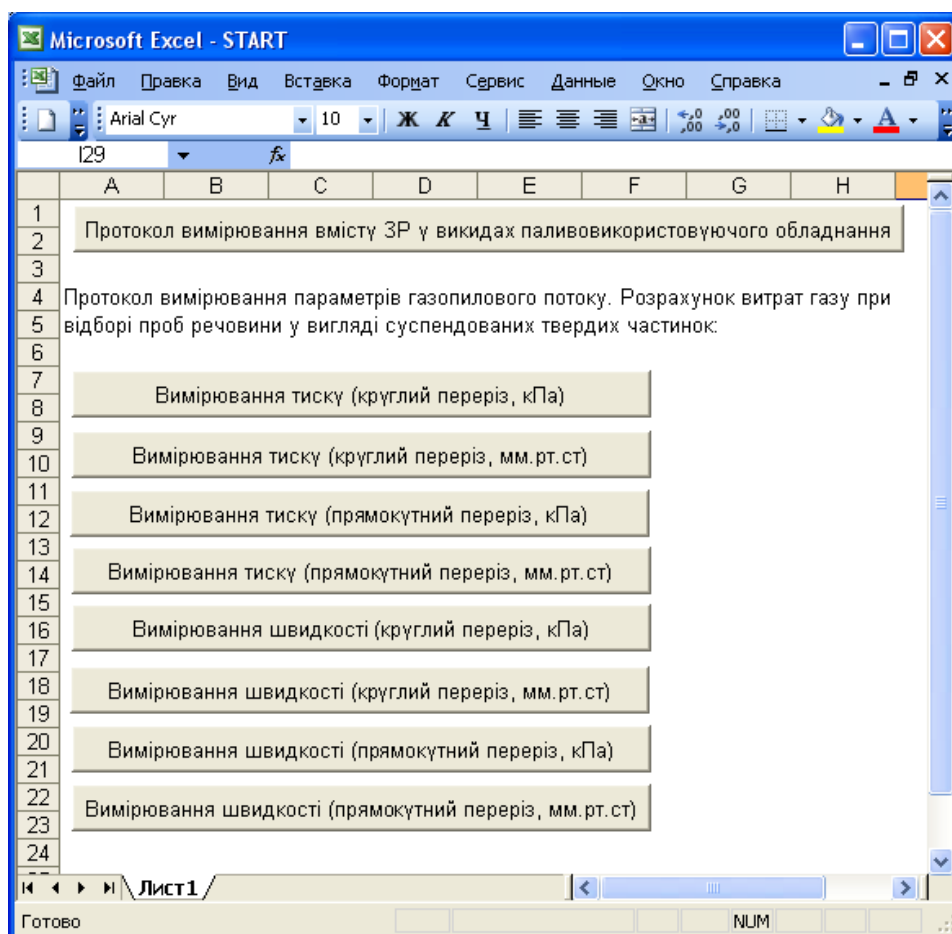 Microsoft Excel - START
Файл Правка Вид Вставка Формат Сервис Данные Окно Справка
Arial Cyr 10 Ж К Ч
I29 fx
A B C D E F G H
1
Протокол вимірювання вмісту ЗР у викидах паливовикористовуючого обладнання
2
3
4 Протокол вимірювання параметрів газопилового потоку. Розрахунок витрат газу при
5 відборі проб речовини у вигляді суспендованих твердих частинок:
6
7
Вимірювання тиску (круглий переріз, кПа)
8
9
Вимірювання тиску (круглий переріз, мм.рт.ст)
10
11
Вимірювання тиску (прямокутний переріз, кПа)
12
13
Вимірювання тиску (прямокутний переріз, мм.рт.ст)
14
15
Вимірювання швидкості (круглий переріз, кПа)
16
17
Вимірювання швидкості (круглий переріз, мм.рт.ст)
18
19
20
Вимірювання швидкості (прямокутний переріз, кПа)
21
22
Вимірювання швидкості (прямокутний переріз, мм.рт.ст)
23
24
Лист1
Готово NUM